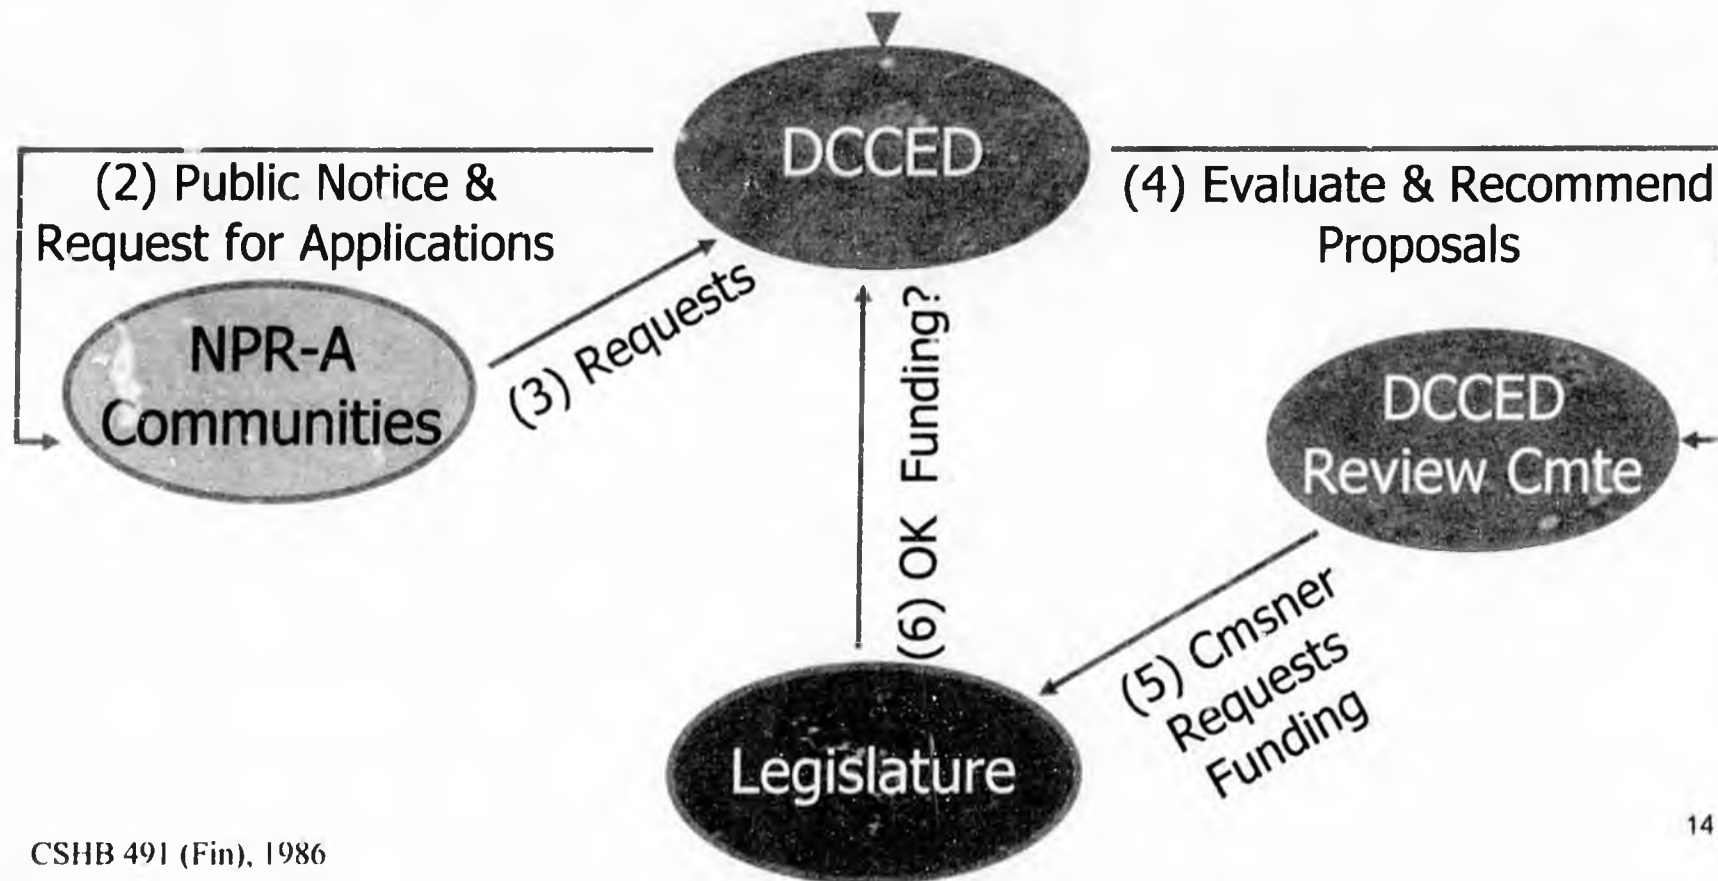 DCCED
(2) Public Notice &
Request for Applications
(4) Evaluate & Recommend
Proposals
NPR-A
Communities
(3) Requests
(6) OK Funding?
DCCED
Review Cmte
(5) Cmsner
Requests
Funding
Legislature
CSHB 491 (Fin), 1986
14